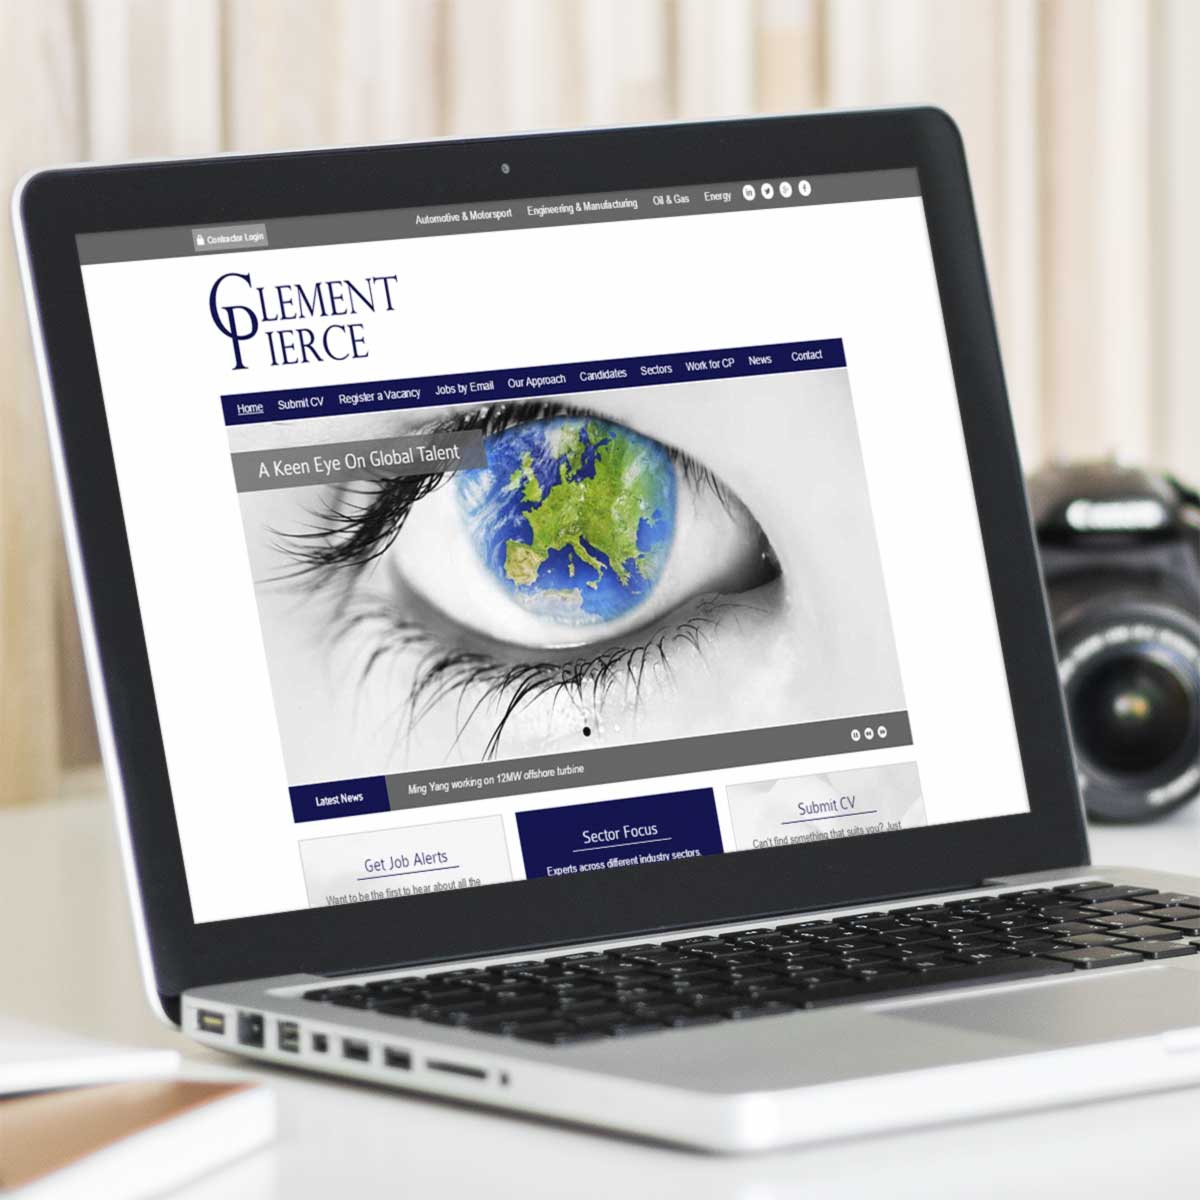 Contractor Login
Automotive & Motorsport Engineering & Manufacturing Oil & Gas Energy
CLEMENT
PIERCE
Home Submit CV Register a Vacancy Jobs by Email Our Approach Candidates Sectors Work for CP News Contact
A Keen Eye On Global Talent
Latest News
Ming Yang working on 12MW offshore turbine
Get Job Alerts
Want to be the first to hear about all the
Sector Focus
Experts across different industry sectors.
Submit CV
Can't find something that suits you? Just
Canon